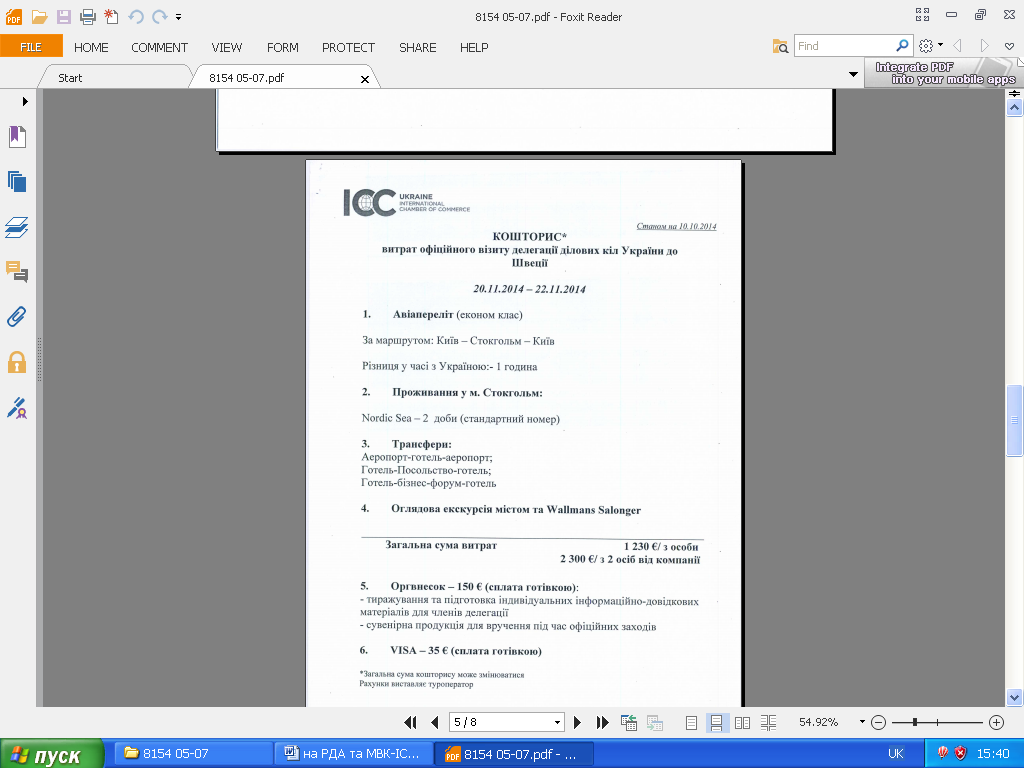 8154 05-07.pdf - Foxit Reader
FILE HOME COMMENT VIEW FORM PROTECT SHARE HELP
Find
Start 8154 05-07.pdf
Integrate PDF
into your mobile apps
ICC UKRAINE
INTERNATIONAL
CHAMBER OF COMMERCE
Станом на 10.10.2014
КОШТОРИС*
витрат офіційного візиту делегації ділових кіл України до
Швеції
20.11.2014 – 22.11.2014
1. Авіапереліт (економ клас)
За маршрутом: Київ – Стокгольм – Київ
Різниця у часі з Україною:- 1 година
2. Проживання у м. Стокгольм:
Nordic Sea – 2 доби (стандартний номер)
3. Трансфери:
Аеропорт-готель-аеропорт;
Готель-Посольство-готель;
Готель-бізнес-форум-готель
4. Оглядова екскурсія містом та Wallmans Salonger
Загальна сума витрат 1 230 €/ з особи
2 300 €/ з 2 осіб від компанії
5. Оргвнесок – 150 € (сплата готівкою):
- тиражування та підготовка індивідуальних інформаційно-довідкових
матеріалів для членів делегації
- сувенірна продукція для вручення під час офіційних заходів
6. VISA – 35 € (сплата готівкою)
*Загальна сума кошторису може змінюватися
Рахунки виставляє туроператор
5 / 8
54.92%
пуск 8154 05-07 на РДА та МВК-ІС... 8154 05-07.pdf - ... UK 15:40